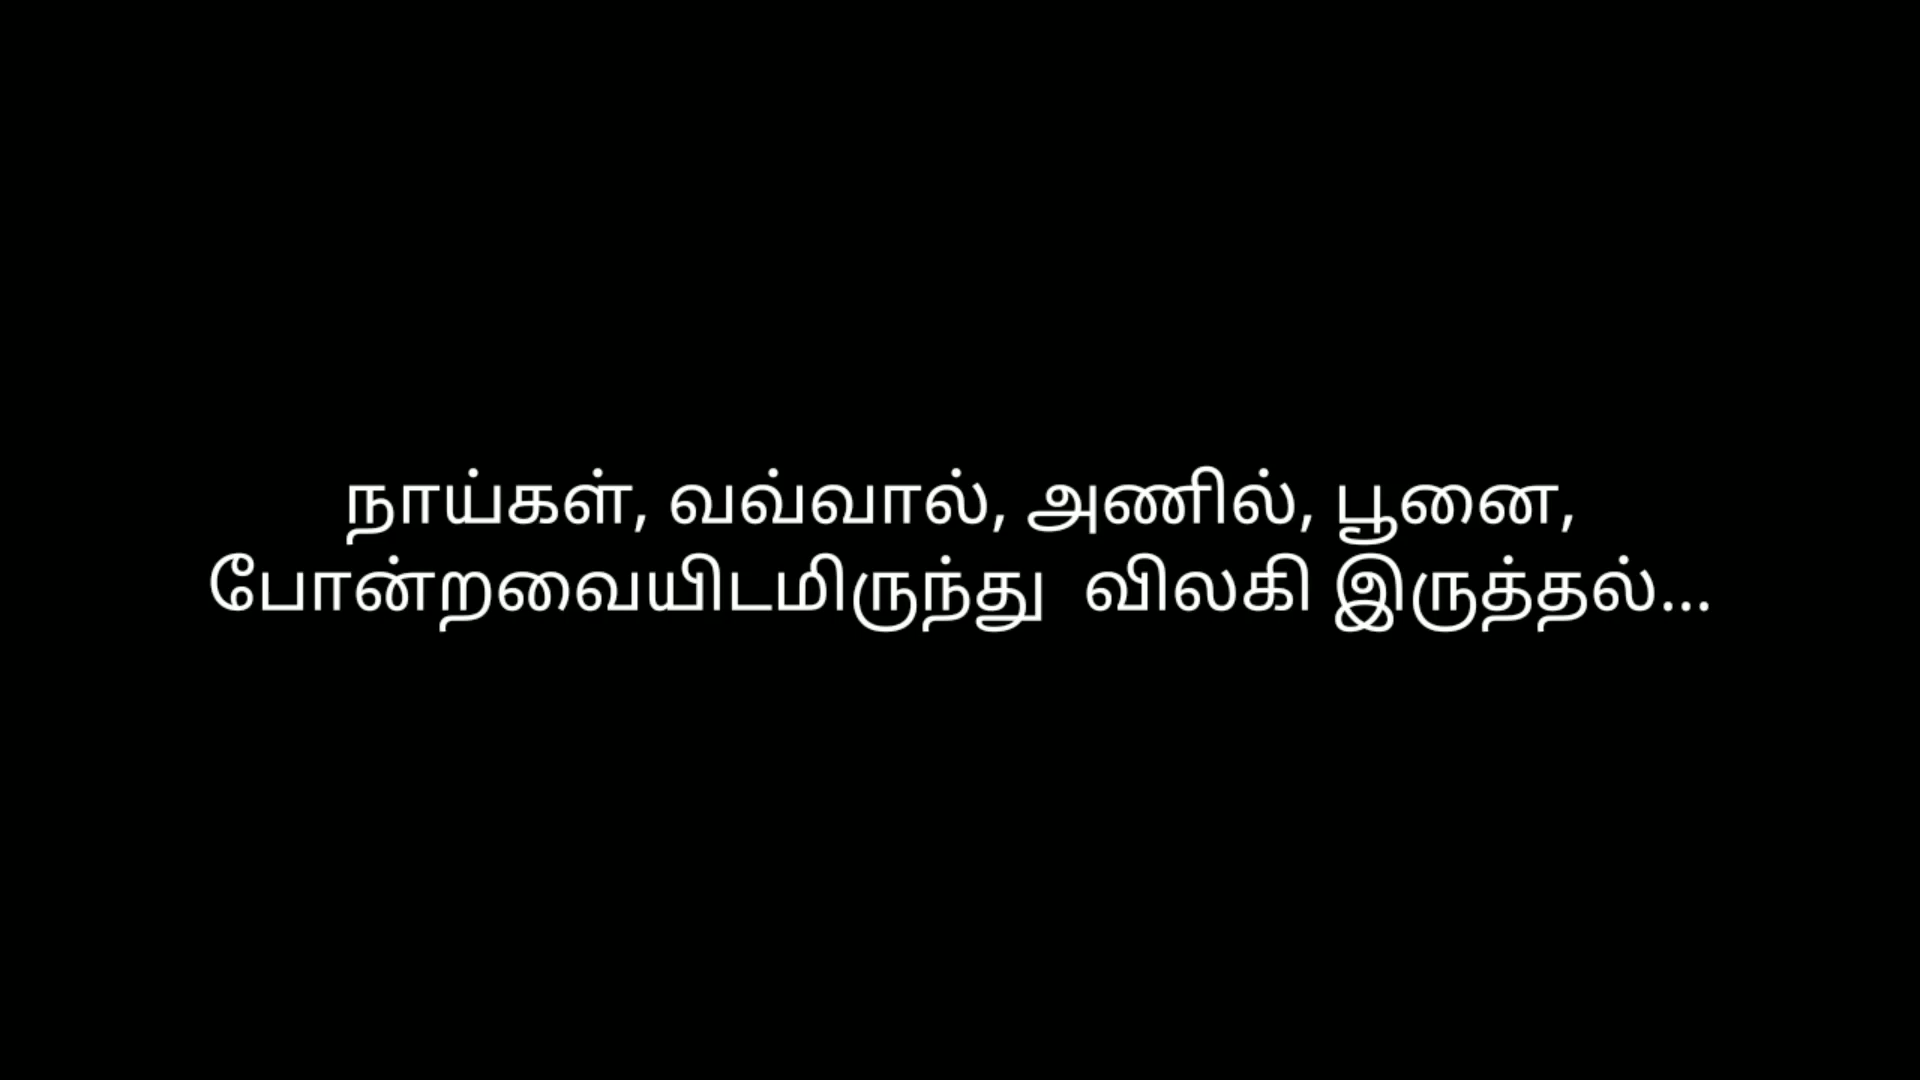 நாய்கள், வவ்வால், அணில், பூனை,
போன்றவையிடமிருந்து  விலகி இருத்தல்...